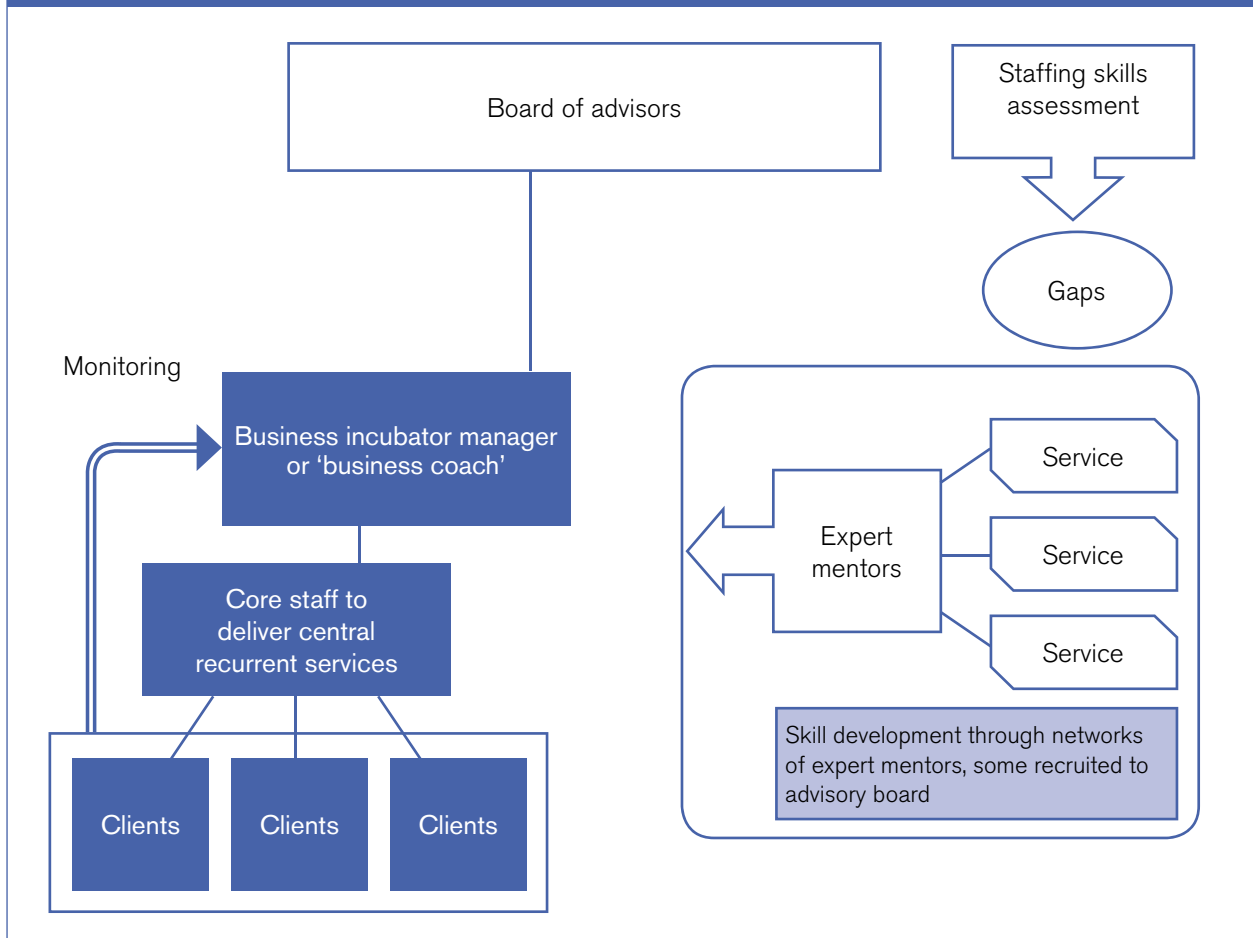 Board of advisors
Staffing skills
assessment
Gaps
Monitoring
Business incubator manager
or ‘business coach’
Core staff to
deliver central
recurrent services
Clients
Clients
Clients
Expert
mentors
Service
Service
Service
Skill development through networks
of expert mentors, some recruited to
advisory board